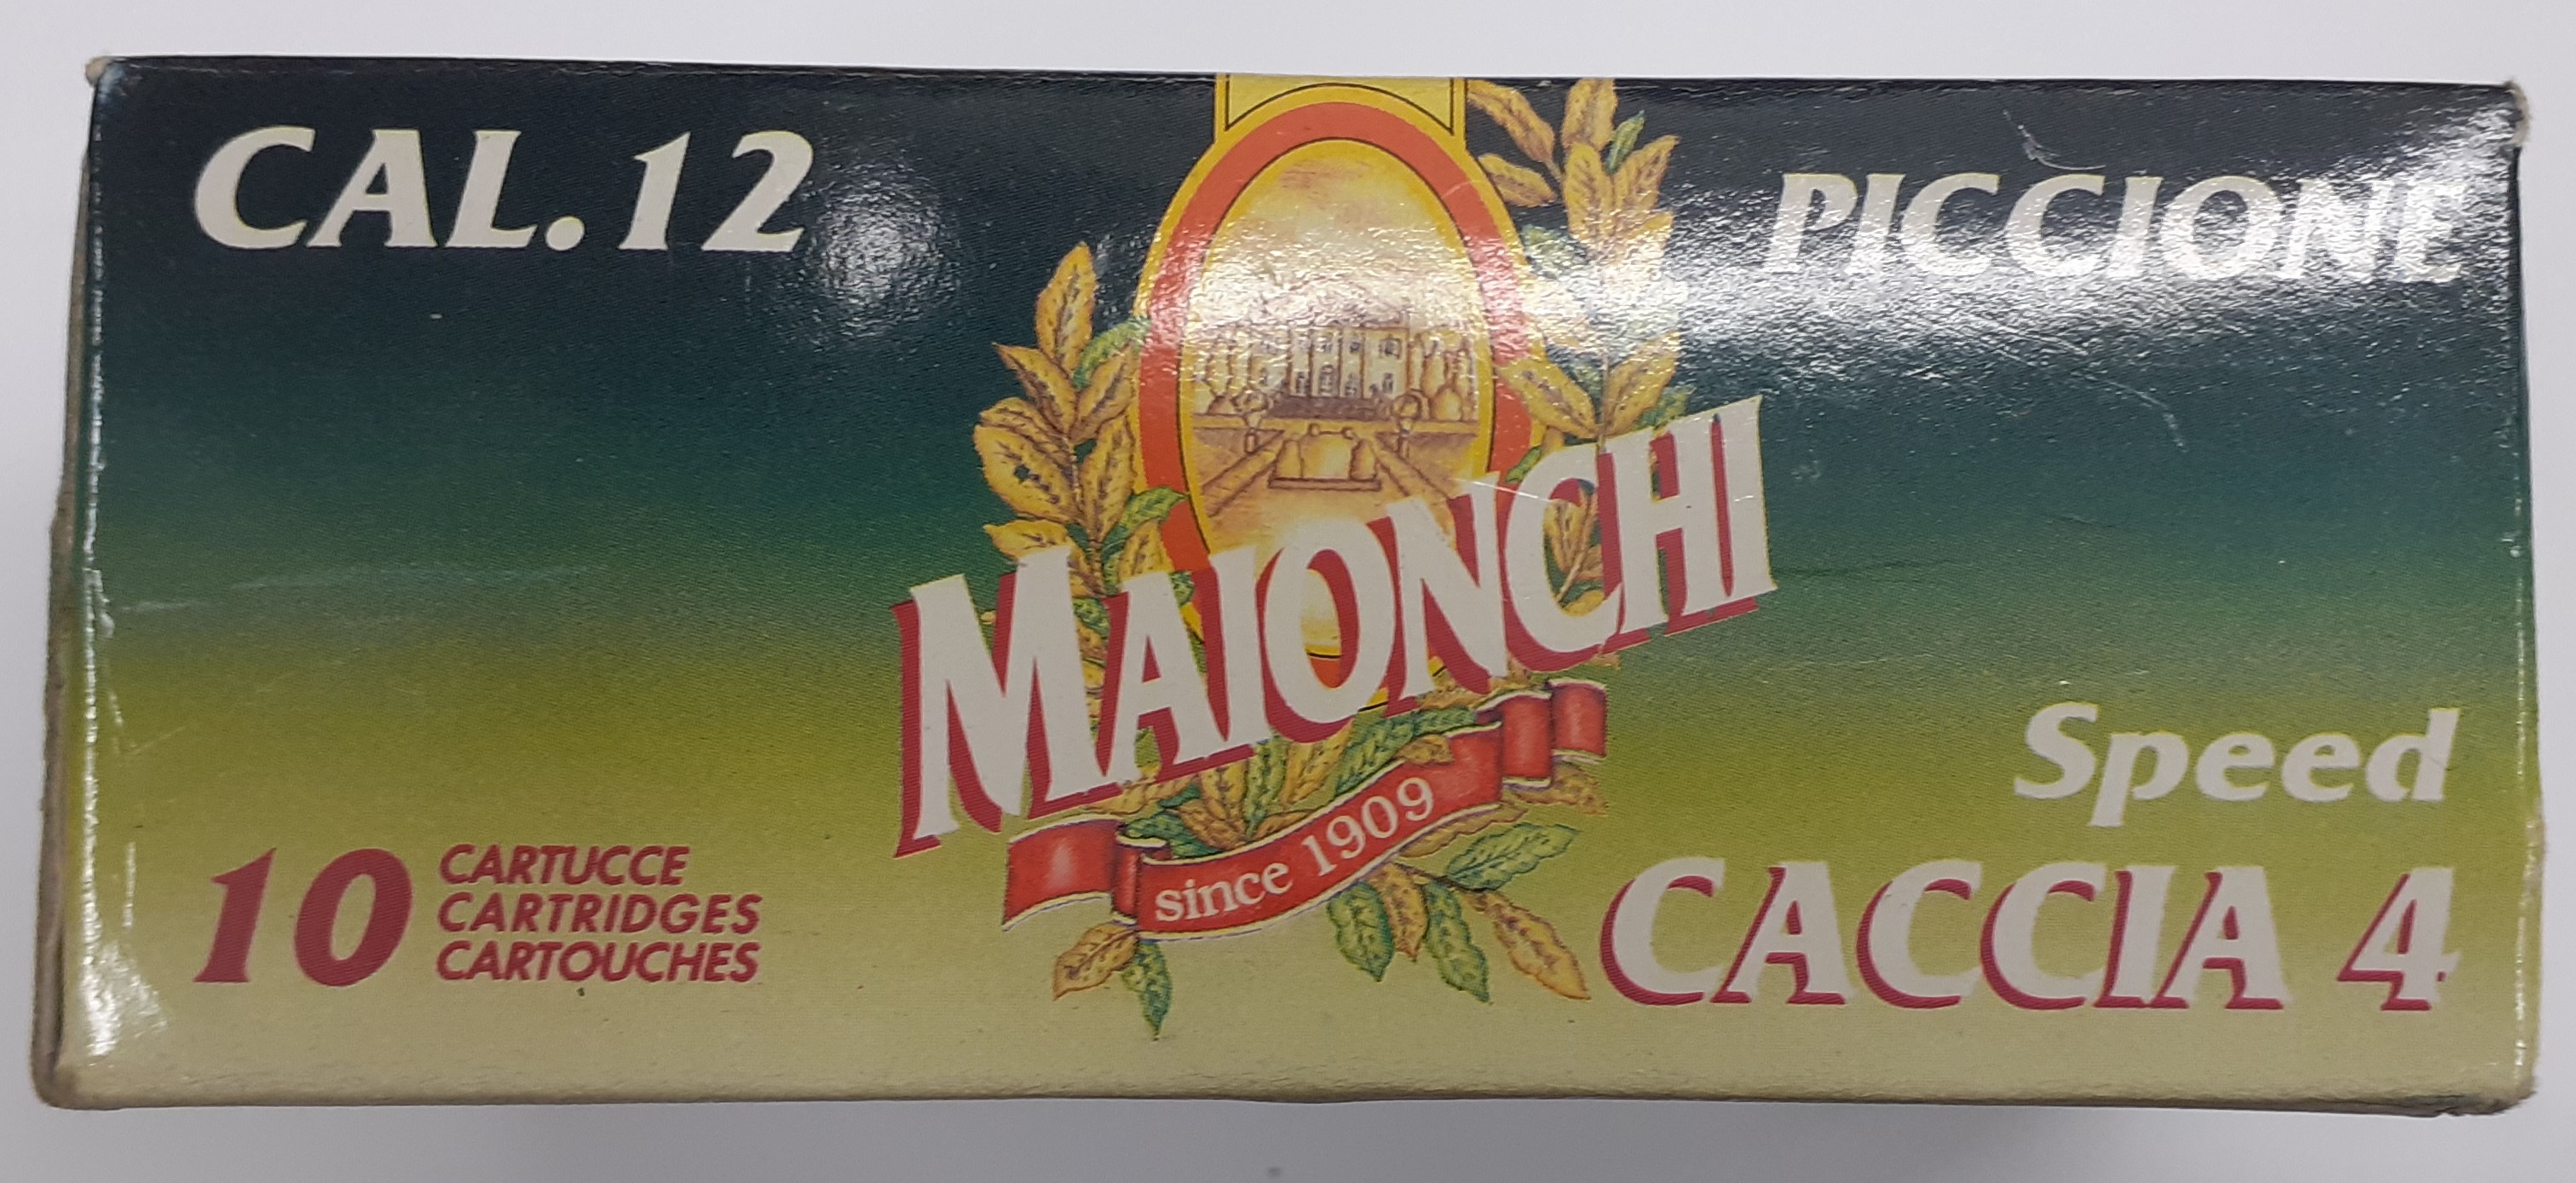 CAL. 12
PICCIONE
MAIONCHI
since 1909
10
CARTUCCE
CARTRIDGES
CARTOUCHES
Speed
CACCIA 4